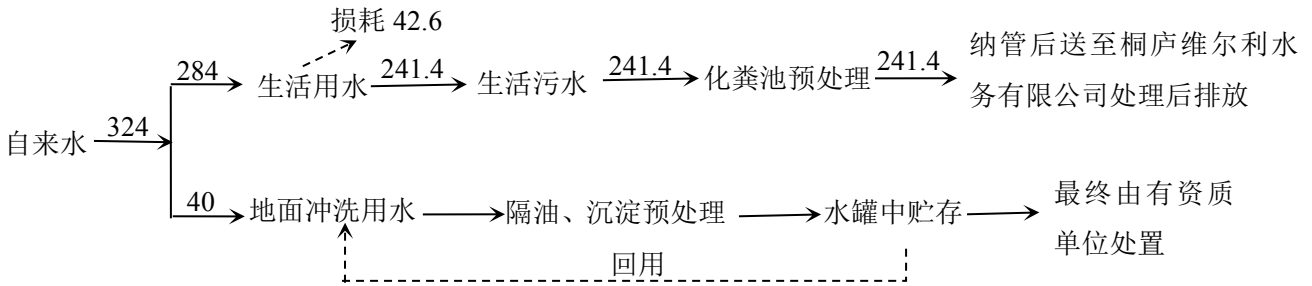 损耗 42.6
284
生活用水
241.4
生活污水
241.4
化粪池预处理
241.4
纳管后送至桐庐维尔利水
务有限公司处理后排放
自来水
324
40
地面冲洗用水
隔油、沉淀预处理
水罐中贮存
最终由有资质
单位处置
回用